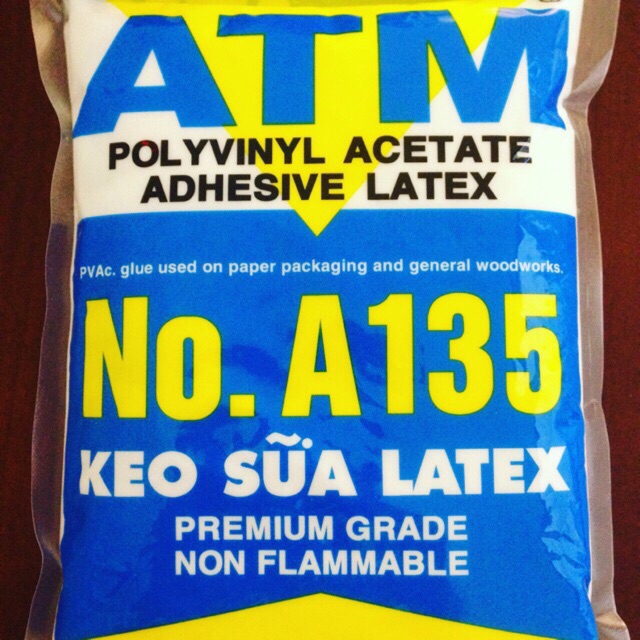 ATM
POLYVINYL ACETATE
ADHESIVE LATEX
PVAc. glue used on paper packaging and general woodworks.
No. A135
KEO SỮA LATEX
PREMIUM GRADE
NON FLAMMABLE